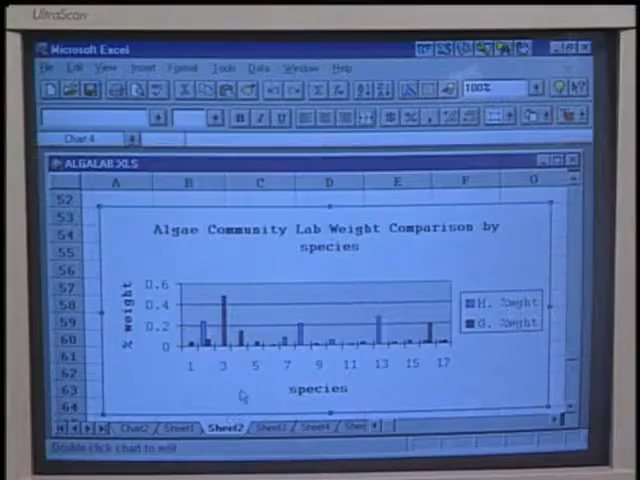 UltraScan
Microsoft Excel
File Edit View Insert Format Tools Data Window Help
100%
B I U $ % ,
Chart 4
ALGALAB.XLS
A B C D E F G
52
53
54
55
56
57
58
59
60
61
62
63
64
Algae Community Lab Weight Comparison by
species
% weight
0.6
0.4
0.2
0
H. Weight
G. Weight
1 3 5 7 9 11 13 15 17
species
Chart2 Sheet1 Sheet2 Sheet3 Sheet4
Double click chart to edit